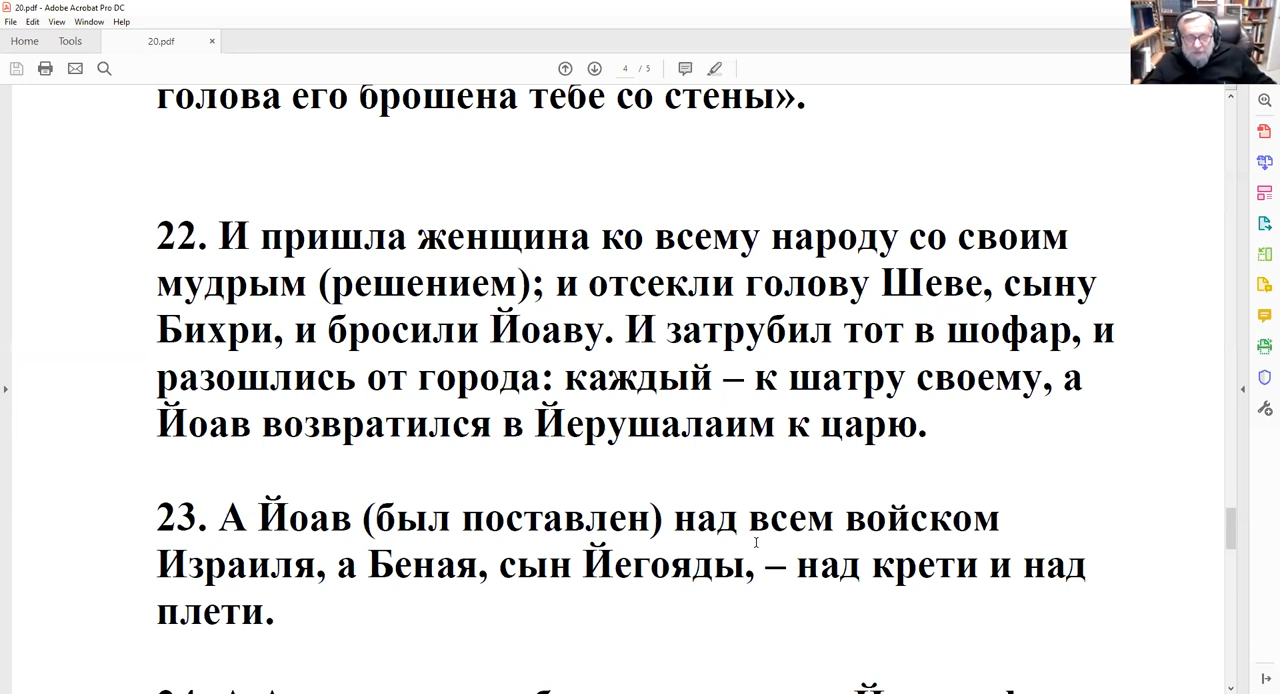 20.pdf - Adobe Acrobat Pro DC
File Edit View Window Help
Home Tools 20.pdf ×
4 / 5
голова его брошена тебе со стены».
22. И пришла женщина ко всему народу со своим
мудрым (решением); и отсекли голову Шеве, сыну
Бихри, и бросили Йоаву. И затрубил тот в шофар, и
разошлись от города: каждый – к шатру своему, а
Йоав возвратился в Йерушалаим к царю.
23. А Йоав (был поставлен) над всем войском
Израиля, а Беная, сын Йегояды, – над крети и над
плети.